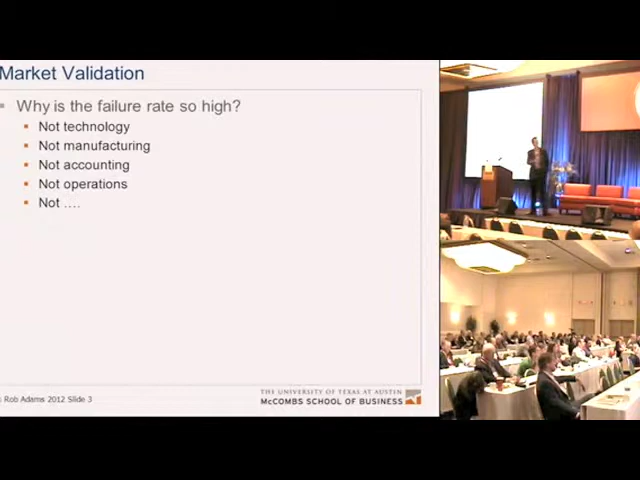 Market Validation
Why is the failure rate so high?
Not technology
Not manufacturing
Not accounting
Not operations
Not ....
Rob Adams 2012 Slide 3
THE UNIVERSITY OF TEXAS AT AUSTIN
McCOMBS SCHOOL OF BUSINESS